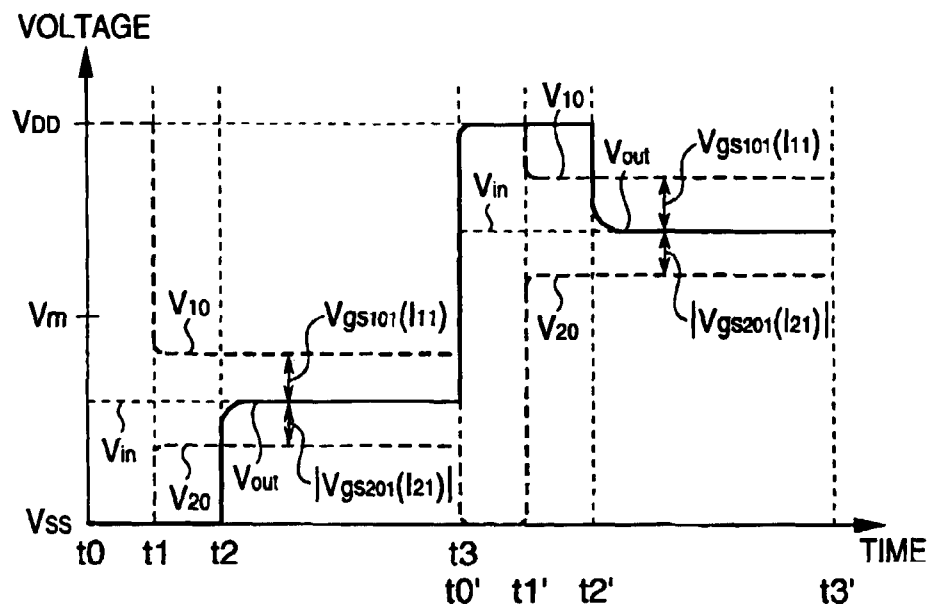 VOLTAGE
VDD
V10
Vgs101(I11)
Vout
Vin
Vm
V10
Vgs101(I11)
V20
|Vgs201(I21)|
Vin
V20
Vout
|Vgs201(I21)|
VSS
t0 t1 t2 t3 TIME
t0' t1' t2' t3'